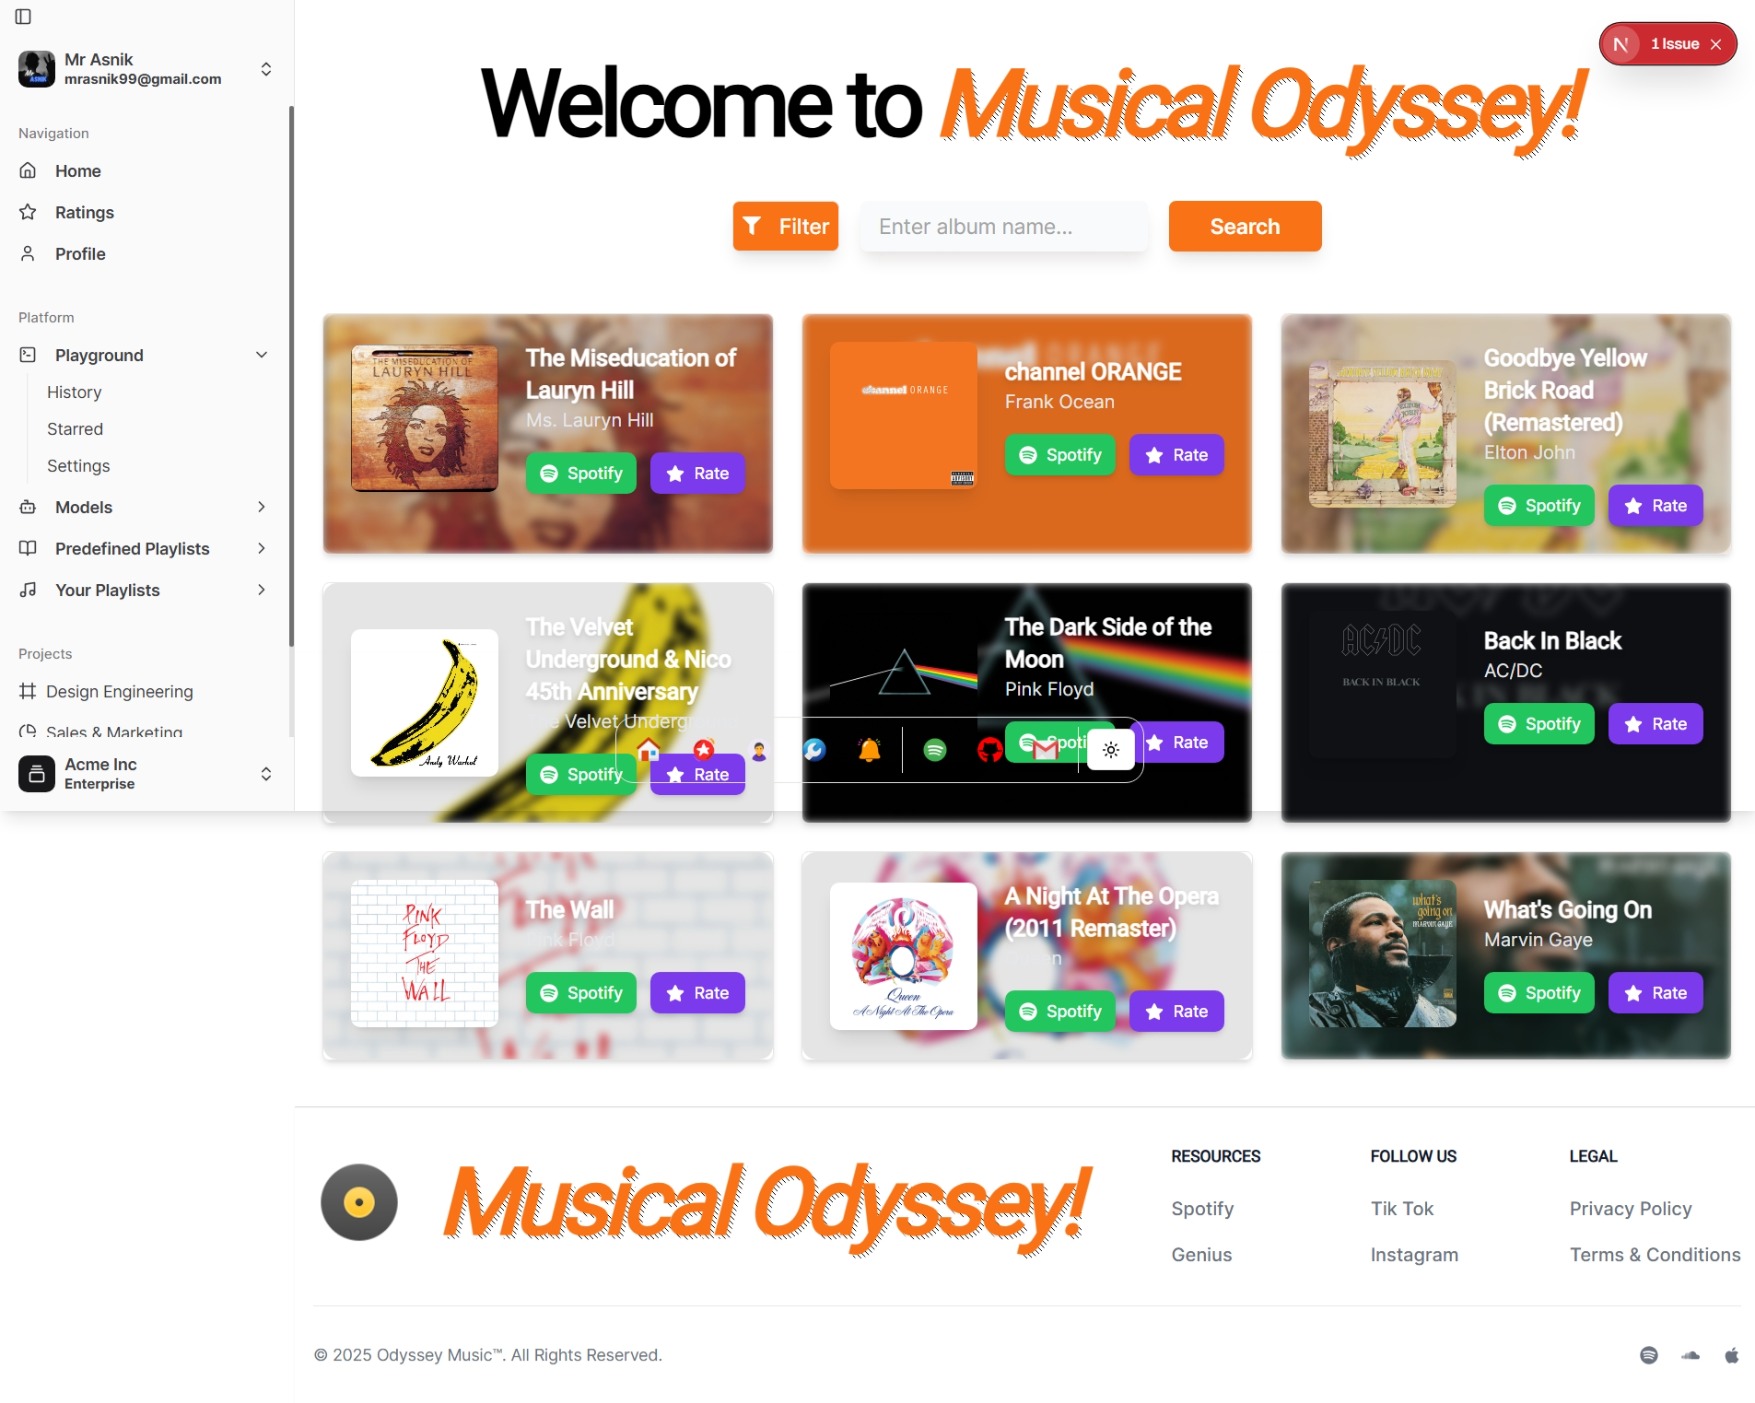 Mr Asnik
mrasnik99@gmail.com
Navigation
Home
Ratings
Profile
Platform
Playground
History
Starred
Settings
Models
Predefined Playlists
Your Playlists
Projects
Design Engineering
Sales & Marketing
Acme Inc
Enterprise
1 Issue
Welcome to Musical Odyssey!
Filter
Enter album name...
Search
THE MISEDUCATION OF
LAURYN HILL
The Miseducation of
Lauryn Hill
Ms. Lauryn Hill
Spotify
Rate
channel ORANGE
channel ORANGE
Frank Ocean
Spotify
Rate
Goodbye Yellow
Brick Road
(Remastered)
Elton John
Spotify
Rate
Andy Warhol
The Velvet
Underground & Nico
45th Anniversary
Velvet
Spotify
Rate
The Dark Side of the
Moon
Pink Floyd
Rate
AC/DC
BACK IN BLACK
Back In Black
AC/DC
Spotify
Rate
PINK
FLOYD
THE
WALL
The Wall
Pink Floyd
Spotify
Rate
Queen
A Night At The Opera
A Night At The Opera
(2011 Remaster)
Spotify
Rate
what's
going on
MARVIN GAYE
What's Going On
Marvin Gaye
Spotify
Rate
Musical Odyssey!
RESOURCES
Spotify
Genius
FOLLOW US
Tik Tok
Instagram
LEGAL
Privacy Policy
Terms & Conditions
© 2025 Odyssey Music™. All Rights Reserved.